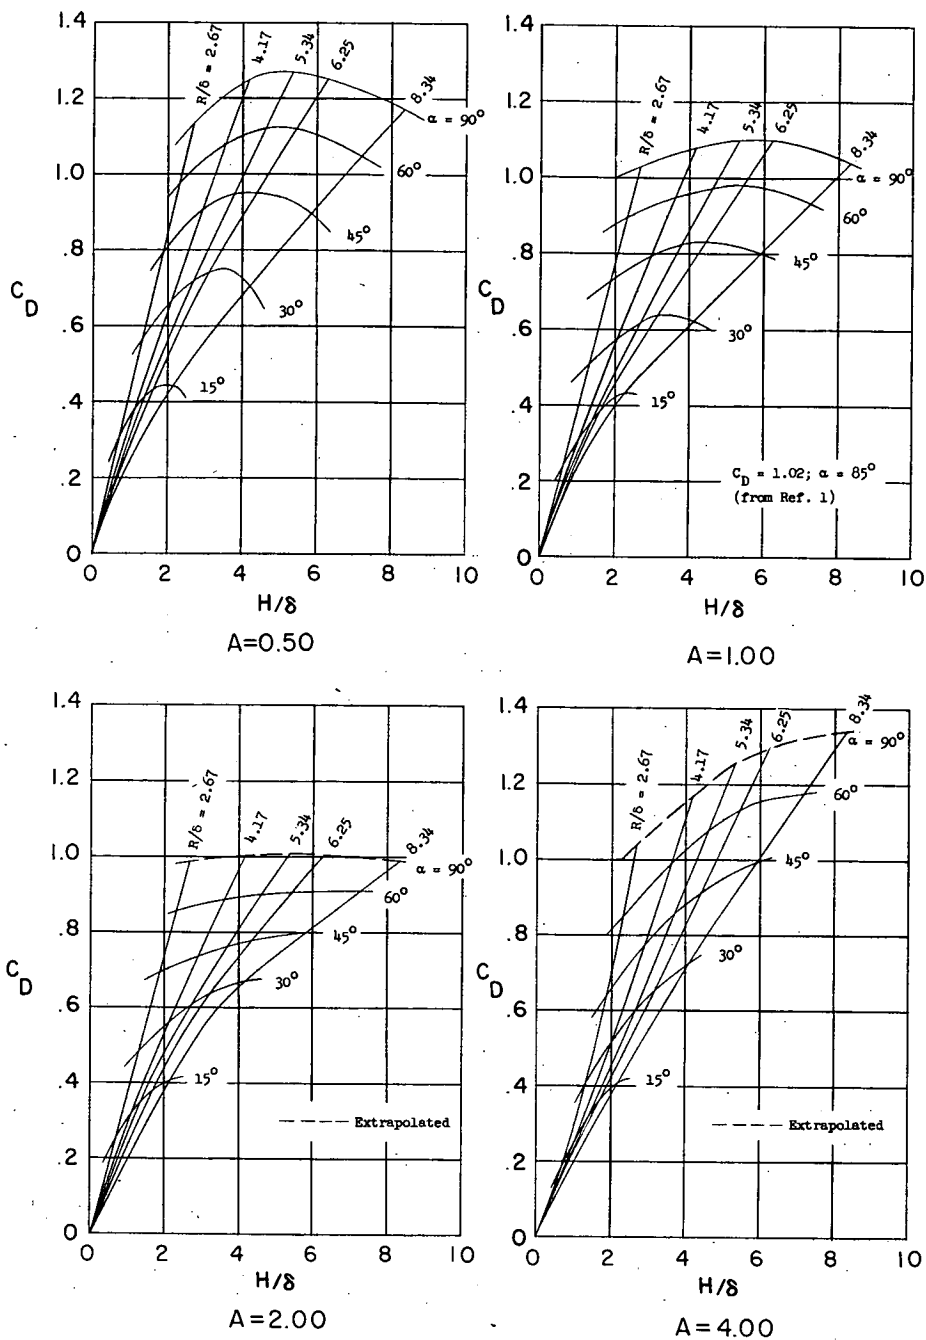 1.4
1.2
1.0
.8
.6
.4
.2
0
C_D
R/δ = 2.67
4.17
5.34
6.25
8.34
α = 90°
60°
45°
30°
15°
0 2 4 6 8 10
H/δ
A=0.50
1.4
1.2
1.0
.8
.6
.4
.2
0
C_D
R/δ = 2.67
4.17
5.34
6.25
8.34
α = 90°
60°
45°
30°
15°
C_D = 1.02; α = 85°
(from Ref. 1)
0 2 4 6 8 10
H/δ
A=1.00
1.4
1.2
1.0
.8
.6
.4
.2
0
C_D
R/δ = 2.67
4.17
5.34
6.25
8.34
α = 90°
60°
45°
30°
15°
Extrapolated
0 2 4 6 8 10
H/δ
A=2.00
1.4
1.2
1.0
.8
.6
.4
.2
0
C_D
R/δ = 2.67
4.17
5.34
6.25
8.34
α = 90°
60°
45°
30°
15°
Extrapolated
0 2 4 6 8 10
H/δ
A=4.00